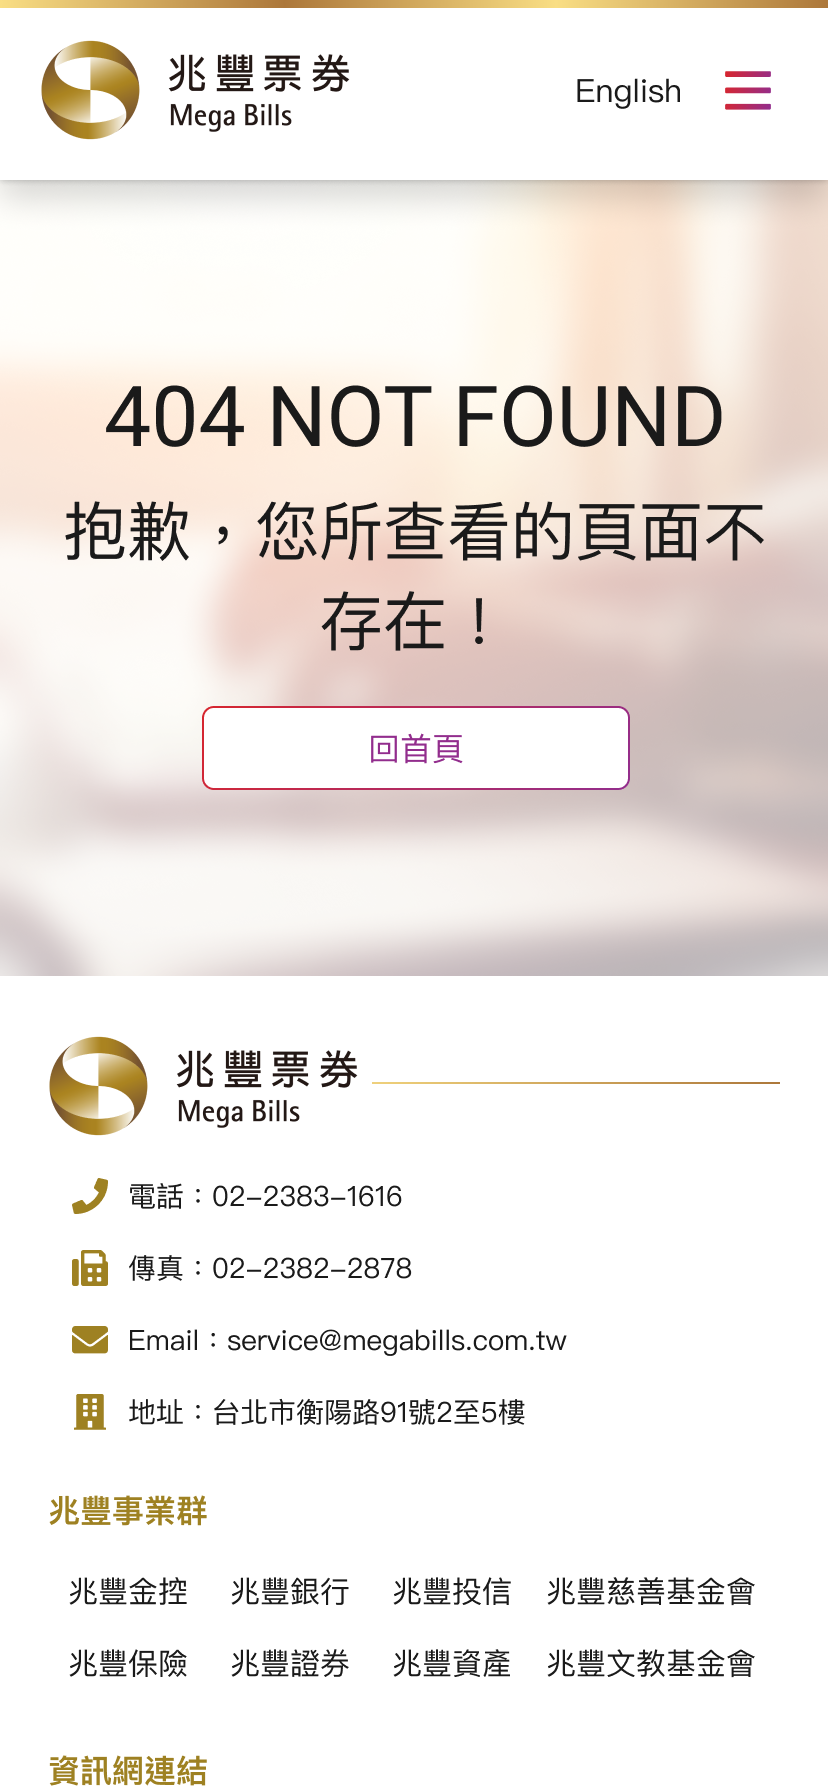 兆豐票券
Mega Bills
English
404 NOT FOUND
抱歉，您所查看的頁面不
存在！
回首頁
兆豐票券
Mega Bills
電話：02-2383-1616
傳真：02-2382-2878
Email：service@megabills.com.tw
地址：台北市衡陽路91號2至5樓
兆豐事業群
兆豐金控 兆豐銀行 兆豐投信 兆豐慈善基金會
兆豐保險 兆豐證券 兆豐資產 兆豐文教基金會
資訊網連結